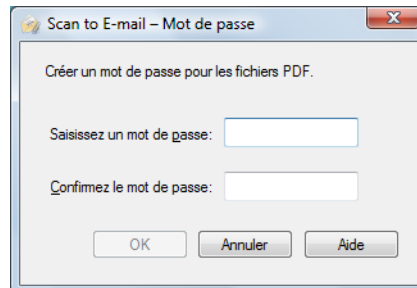 Scan to E-mail – Mot de passe
Créer un mot de passe pour les fichiers PDF.
Saisissez un mot de passe:
Confirmez le mot de passe:
OK Annuler Aide